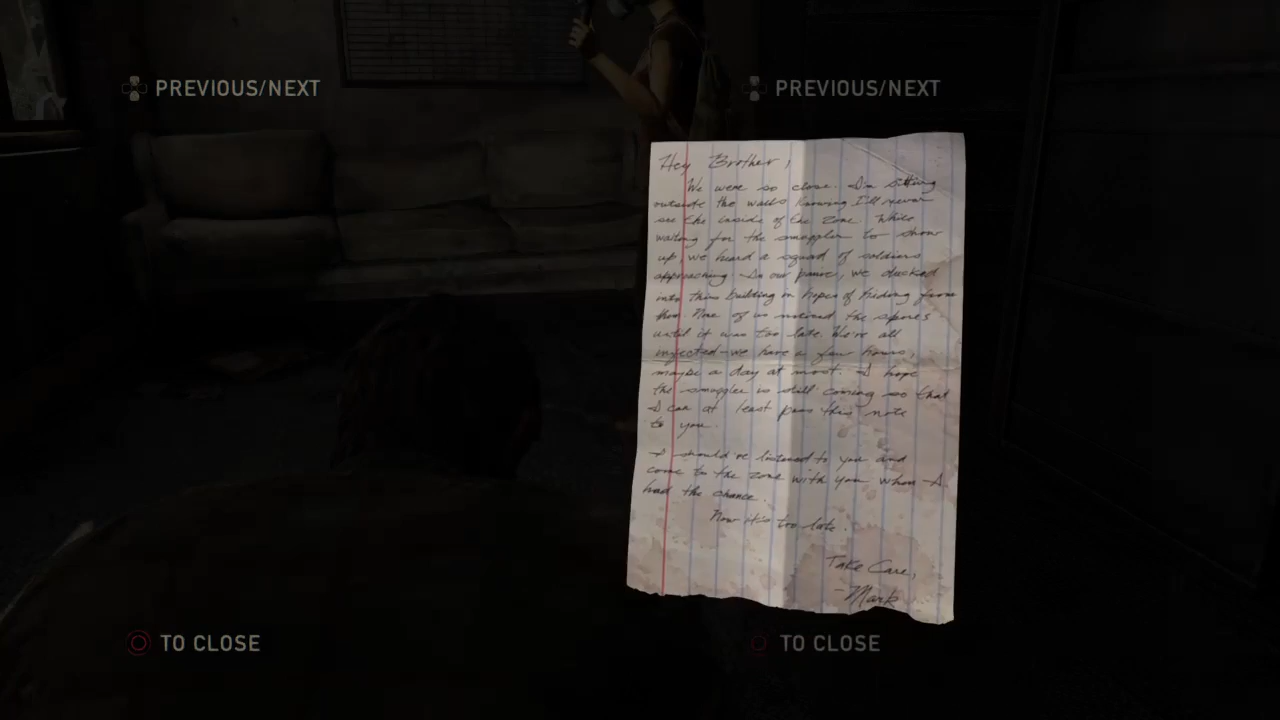 PREVIOUS/NEXT
PREVIOUS/NEXT
Hey Brother,
We were so close. I'm sitting
outside the walls knowing I'll never
see the inside of the zone. While
waiting for the smuggler to show
up, we heard a squad of soldiers
approaching. In our panic, we ducked
into this building in hopes of hiding from
them. None of us noticed the spores
until it was too late. We're all
infected-we have a few hours,
maybe a day at most. I hope
the smuggler is still coming so that
I can at least pass this note
to you.
I should've listened to you and
come to the zone with you when I
had the chance.
Now it's too late.
Take Care,
-Mark
TO CLOSE
TO CLOSE